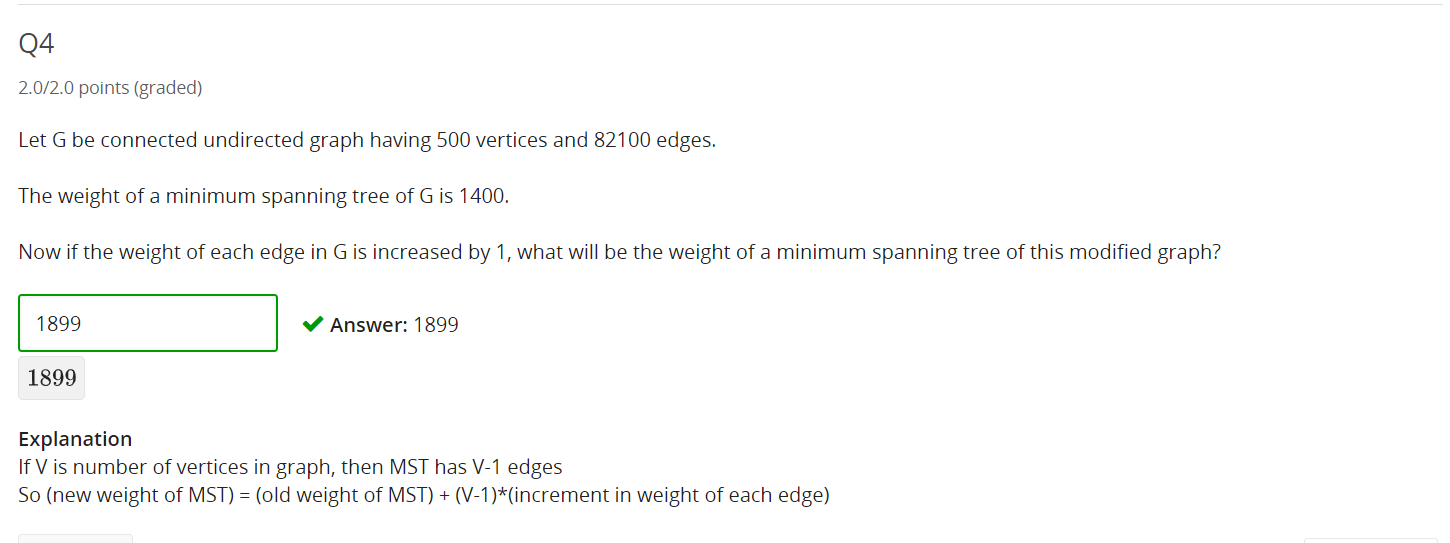 Q4
2.0/2.0 points (graded)
Let G be connected undirected graph having 500 vertices and 82100 edges.
The weight of a minimum spanning tree of G is 1400.
Now if the weight of each edge in G is increased by 1, what will be the weight of a minimum spanning tree of this modified graph?
1899 ✔ Answer: 1899
1899
Explanation
If V is number of vertices in graph, then MST has V-1 edges
So (new weight of MST) = (old weight of MST) + (V-1)*(increment in weight of each edge)